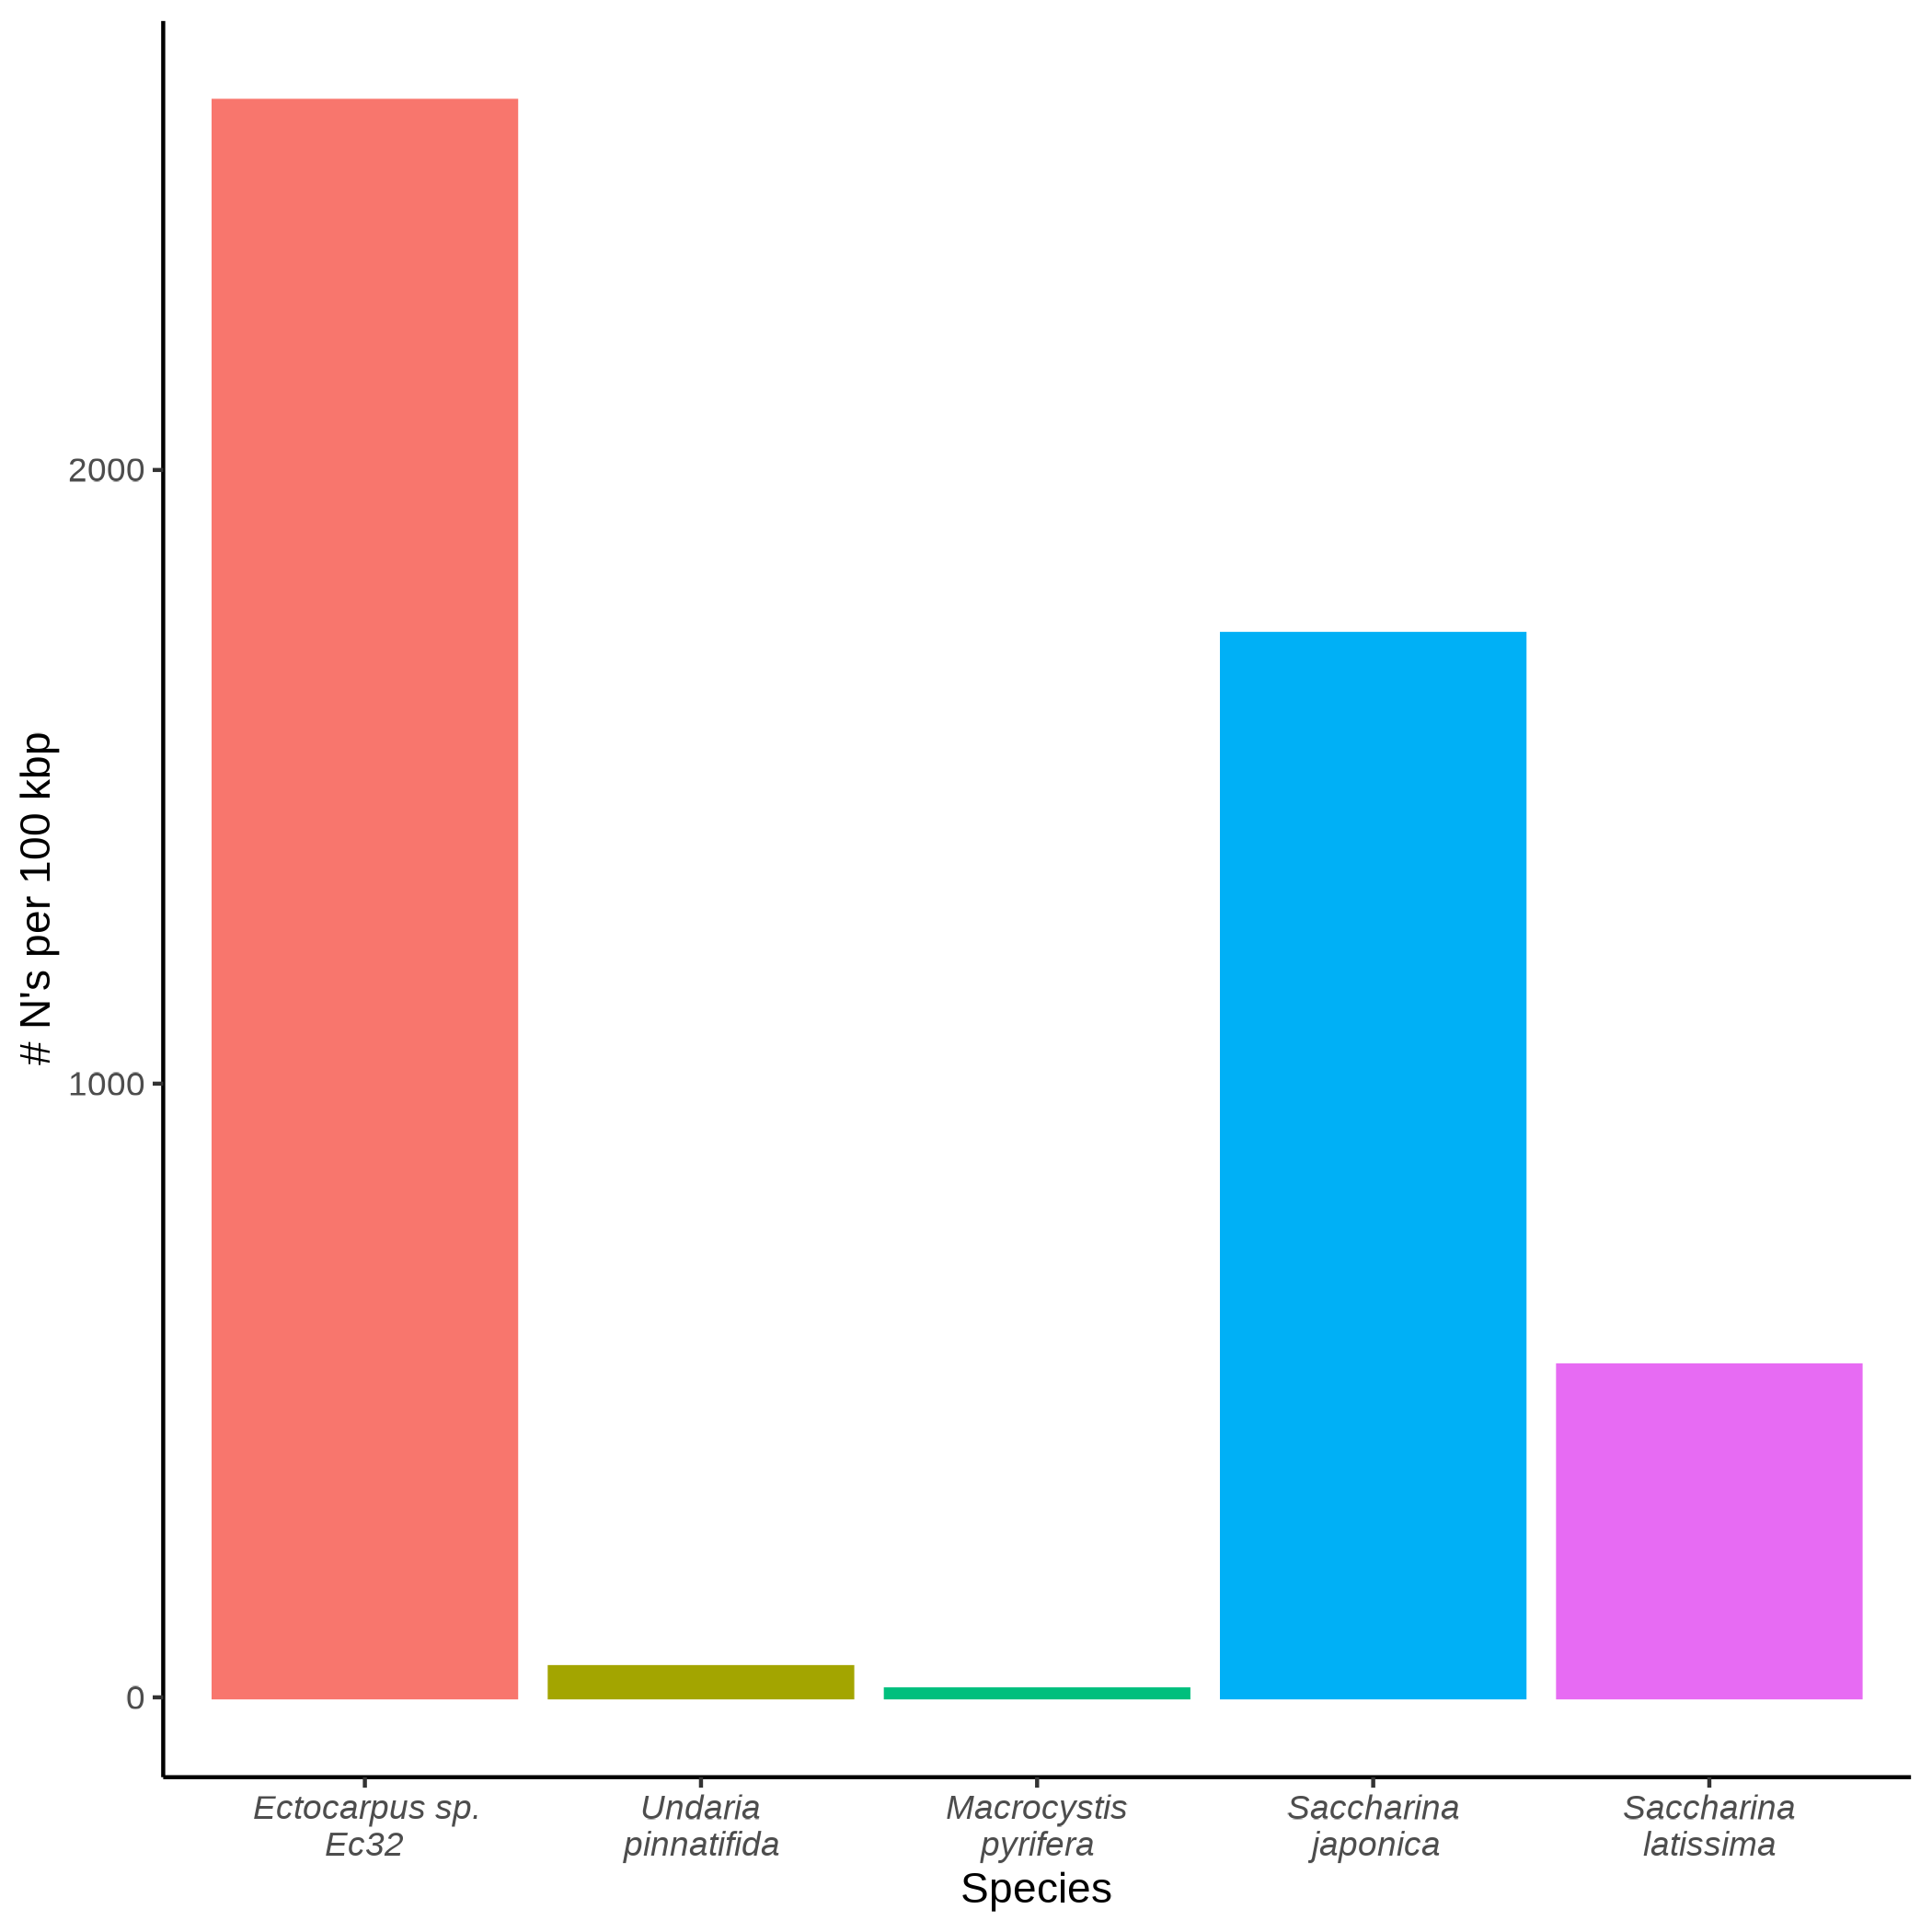 # N's per 100 kbp
2000
1000
0
Ectocarpus sp.
Ec32
Undaria
pinnatifida
Macrocystis
pyrifera
Saccharina
japonica
Saccharina
latissima
Species